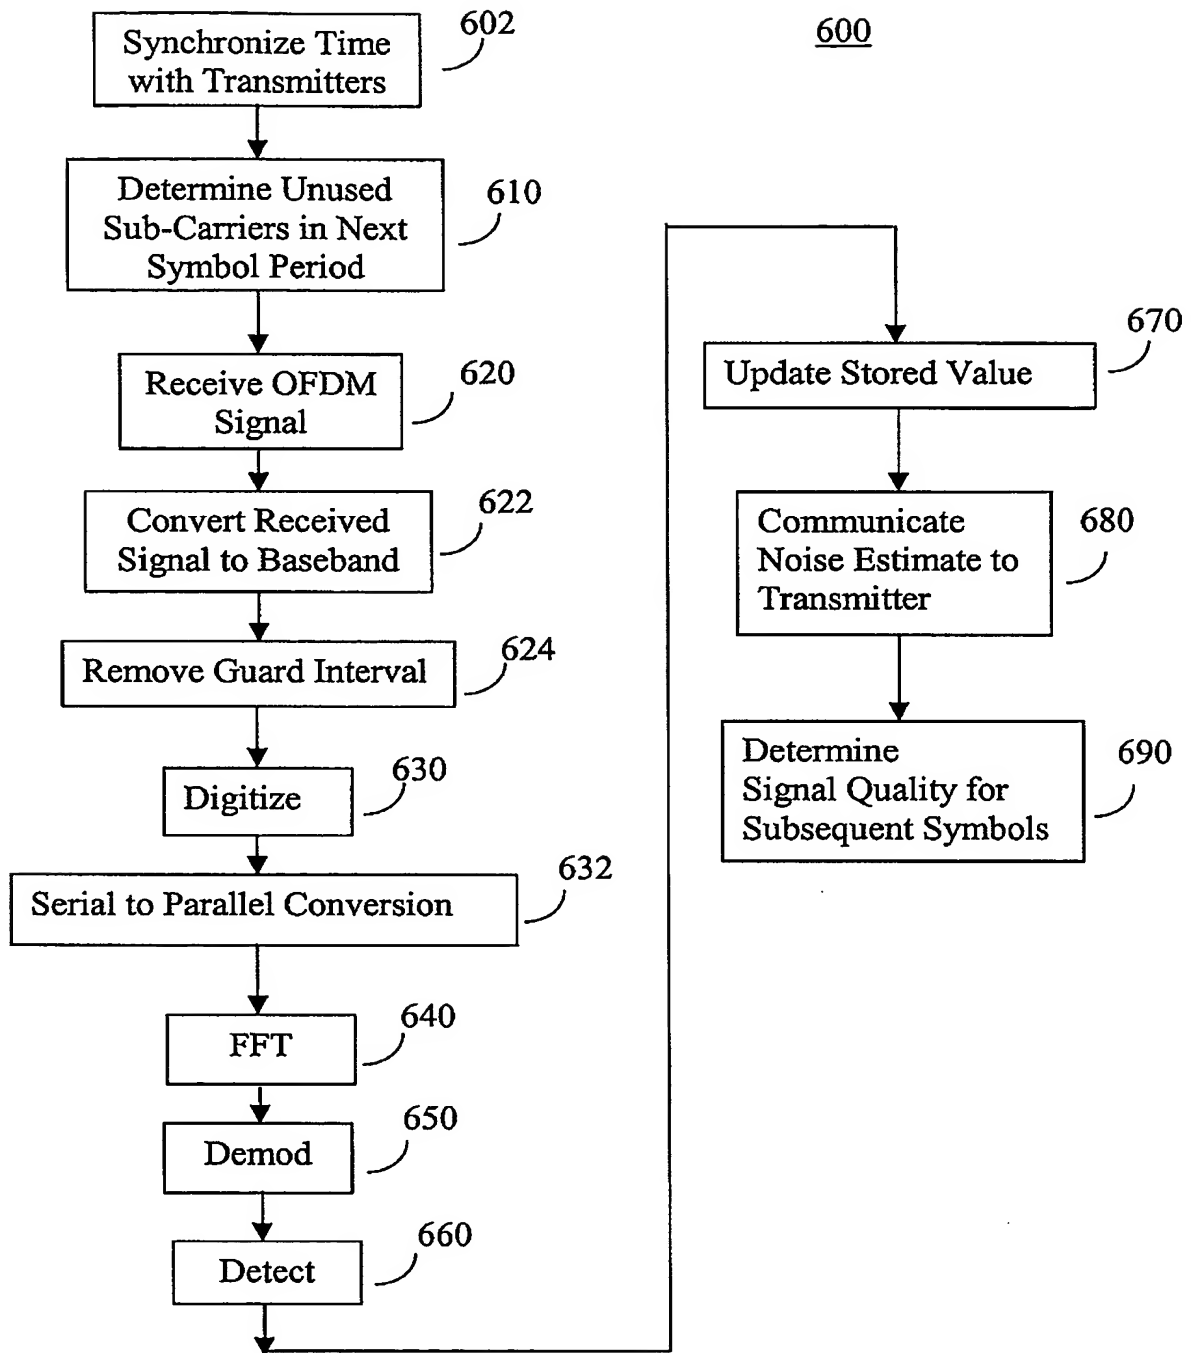 600
Synchronize Time
with Transmitters
602
Determine Unused
Sub-Carriers in Next
Symbol Period
610
Receive OFDM
Signal
620
Convert Received
Signal to Baseband
622
Remove Guard Interval
624
Digitize
630
Serial to Parallel Conversion
632
FFT
640
Demod
650
Detect
660
Update Stored Value
670
Communicate
Noise Estimate to
Transmitter
680
Determine
Signal Quality for
Subsequent Symbols
690